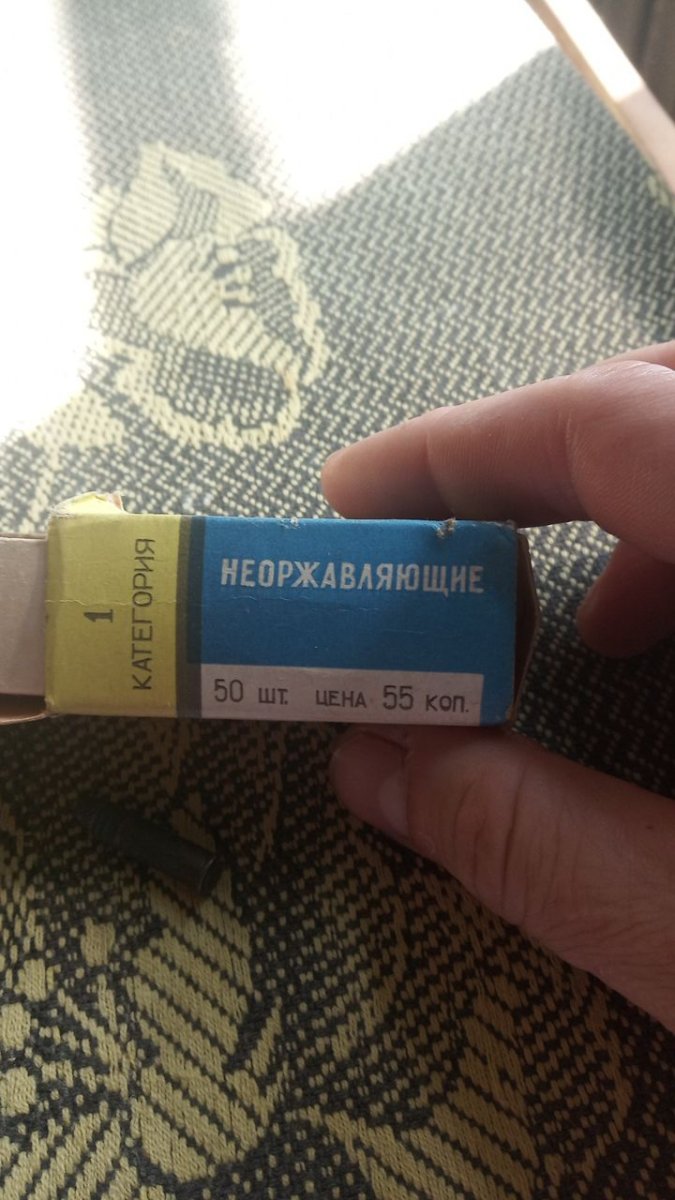 1
КАТЕГОРИЯ
НЕОРЖАВЛЯЮЩИЕ
50 ШТ. ЦЕНА 55 КОП.